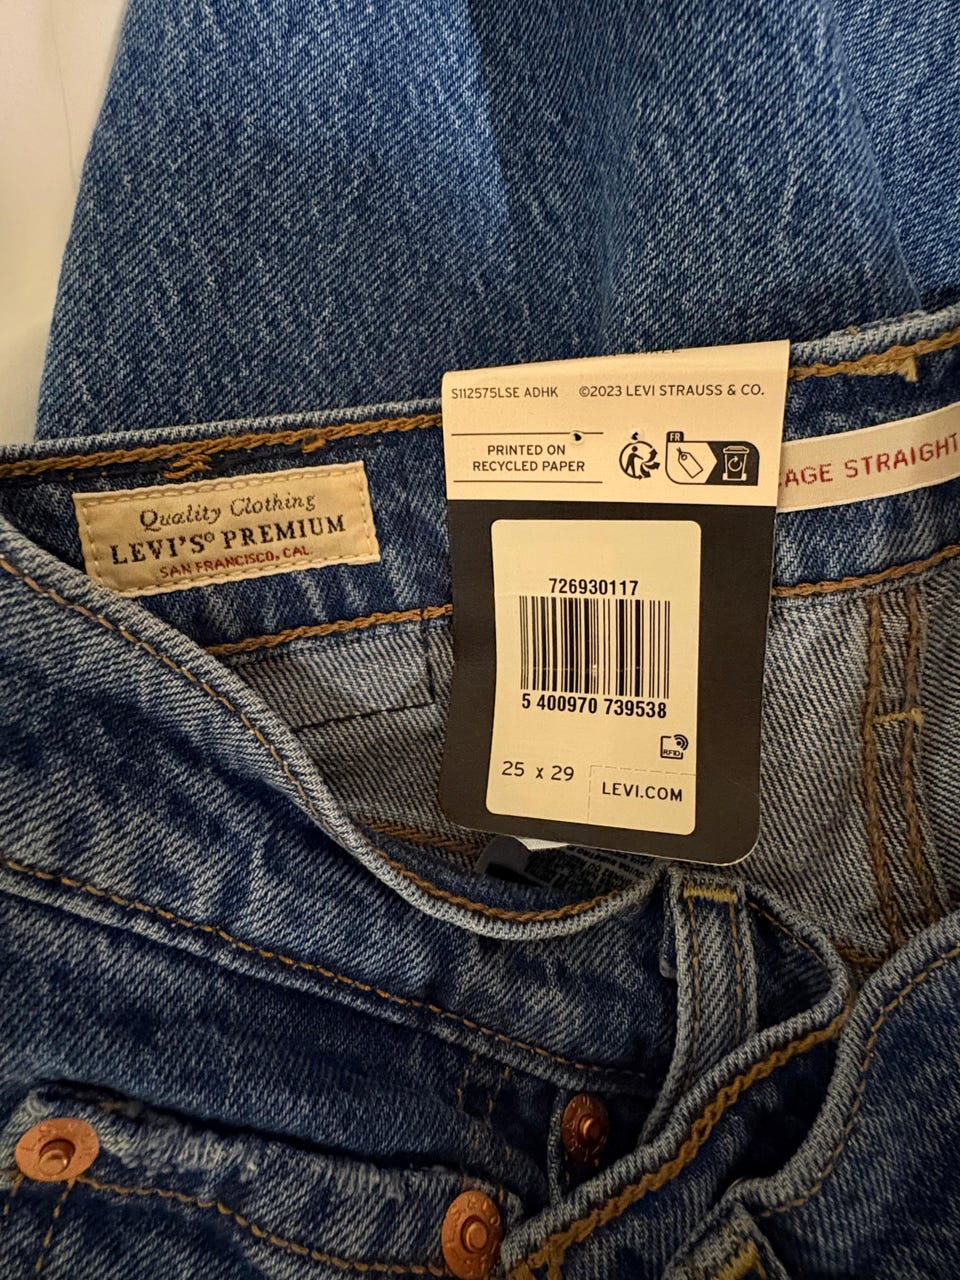 S112575LSE ADHK ©2023 LEVI STRAUSS & CO.
PRINTED ON
RECYCLED PAPER
FR
AGE STRAIGHT
Quality Clothing
LEVI'S® PREMIUM
SAN FRANCISCO, CAL.
726930117
5 400970 739538
RFID
25 x 29
LEVI.COM